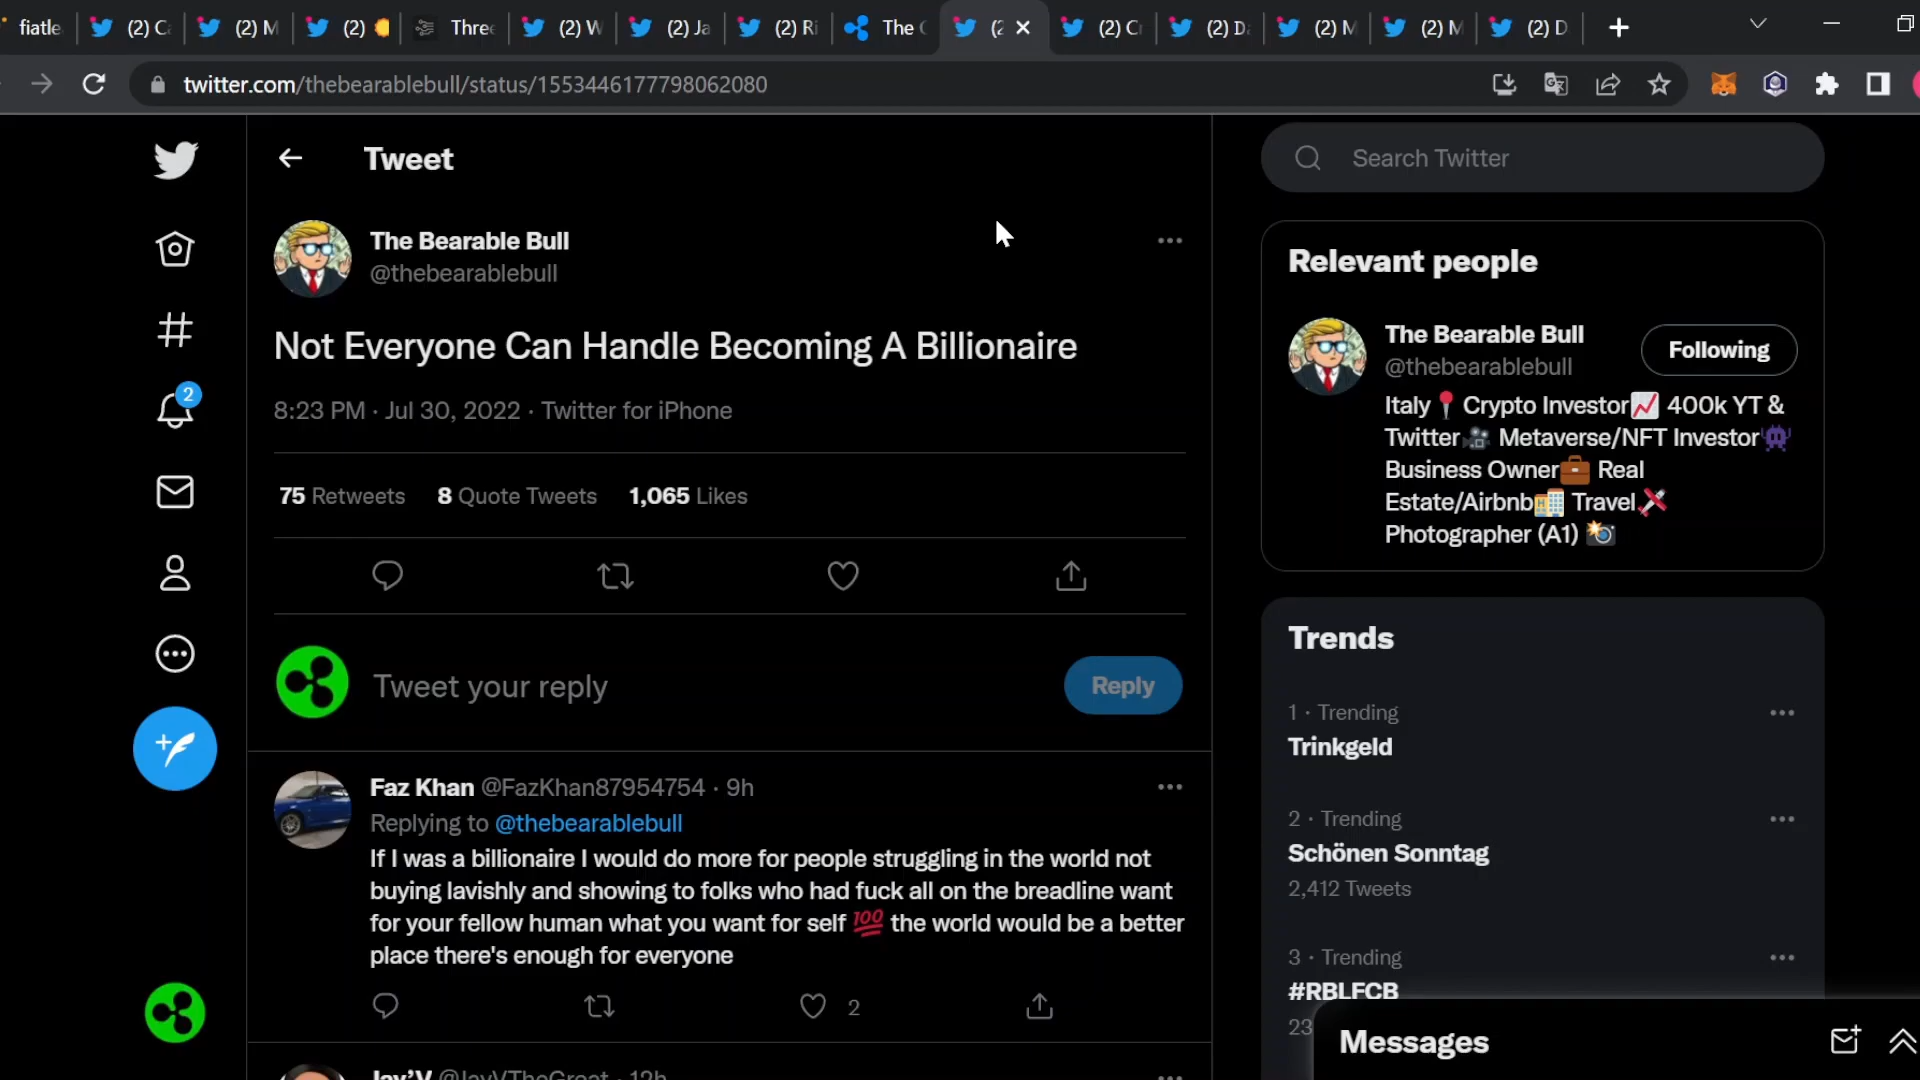 fiatle
(2) Ca
(2) M
(2)
Three
(2) W
(2) Ja
(2) Ri
The C
(2
(2) Cr
(2) Da
(2) M
(2) M
(2) D
twitter.com/thebearablebull/status/1553446177798062080
Tweet
Search Twitter
The Bearable Bull
@thebearablebull
Not Everyone Can Handle Becoming A Billionaire
8:23 PM · Jul 30, 2022 · Twitter for iPhone
75 Retweets 8 Quote Tweets 1,065 Likes
2
Tweet your reply
Reply
Faz Khan @FazKhan87954754 · 9h
Replying to @thebearablebull
If I was a billionaire I would do more for people struggling in the world not
buying lavishly and showing to folks who had fuck all on the breadline want
for your fellow human what you want for self 💯 the world would be a better
place there's enough for everyone
2
Jay'V @JayVTheGreat · 12h
Relevant people
The Bearable Bull
@thebearablebull
Following
Italy📍Crypto Investor📈 400k YT &
Twitter🎥 Metaverse/NFT Investor👾
Business Owner💼 Real
Estate/Airbnb🏨 Travel✈️
Photographer (A1) 📸
Trends
1 · Trending
Trinkgeld
2 · Trending
Schönen Sonntag
2,412 Tweets
3 · Trending
#RBLFCB
23
Messages